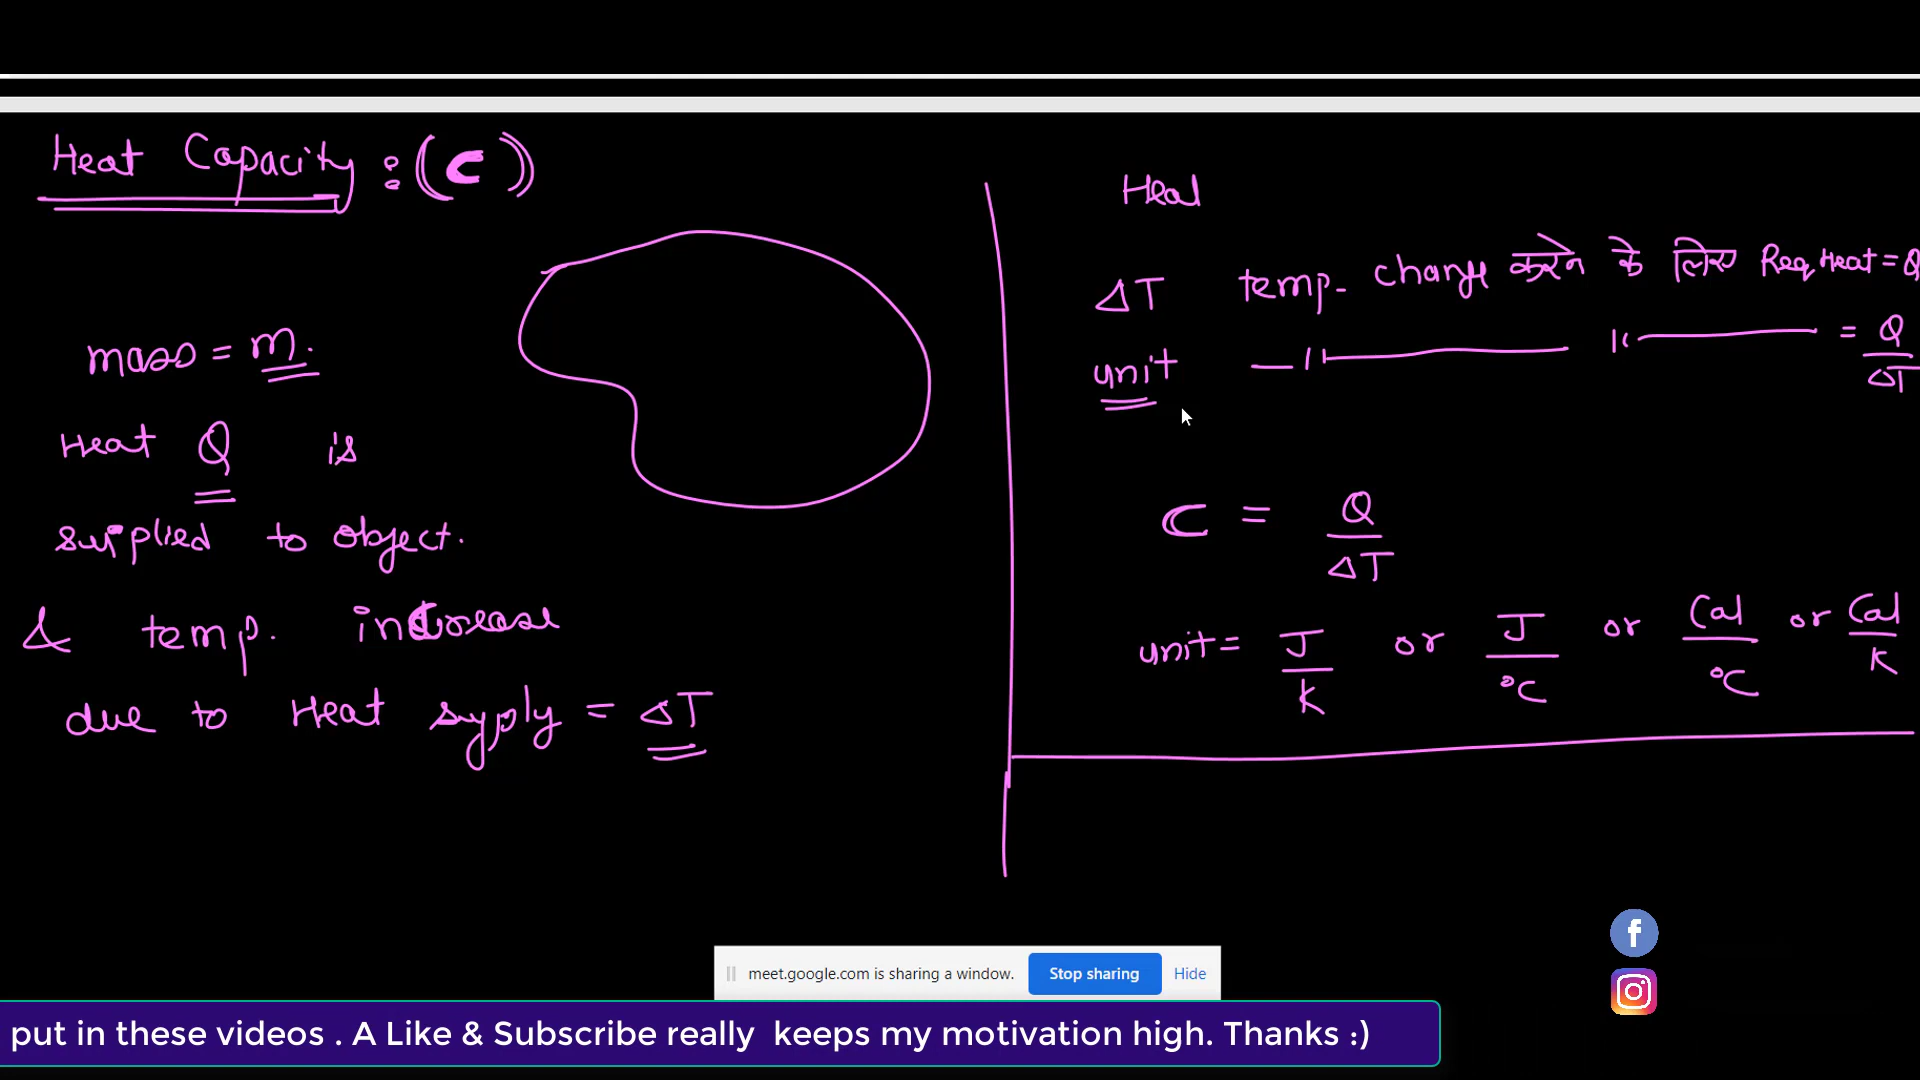 Heat Capacity : (C)
mass = m.
Heat Q is
supplied to object.
& temp. increase
due to Heat supply = ΔT
Heal
ΔT temp. change करने के लिए Req Heat = Q
unit — 〃 ——— 〃 ——— = Q/ΔT
C = Q/ΔT
unit = J/K or J/°C or Cal/°C or Cal/K
meet.google.com is sharing a window. Stop sharing Hide
put in these videos . A Like & Subscribe really keeps my motivation high. Thanks :)